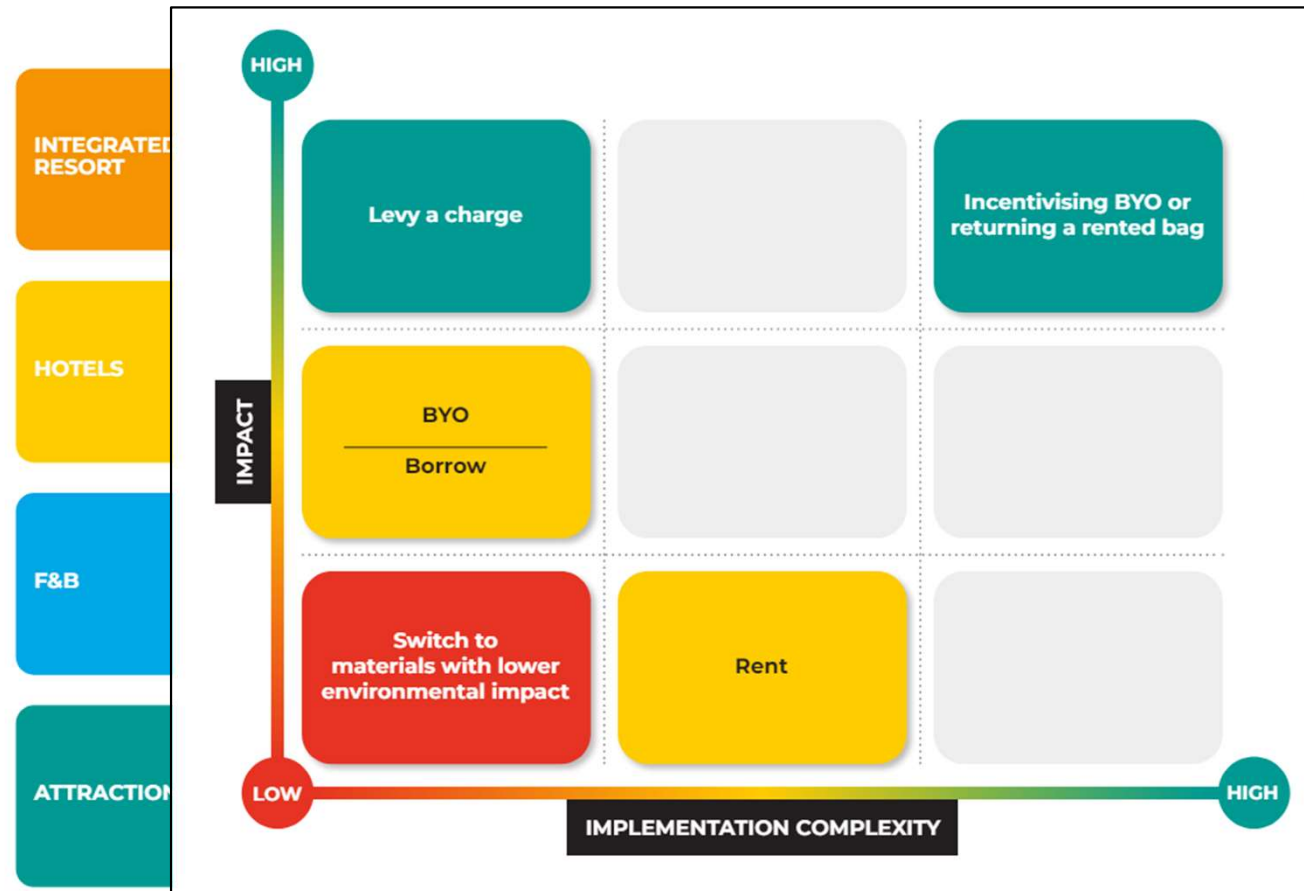 INTEGRATED
RESORT
HOTELS
F&B
ATTRACTION
HIGH
Levy a charge
Incentivising BYO or
returning a rented bag
IMPACT
BYO
Borrow
Switch to
materials with lower
environmental impact
Rent
LOW
HIGH
IMPLEMENTATION COMPLEXITY